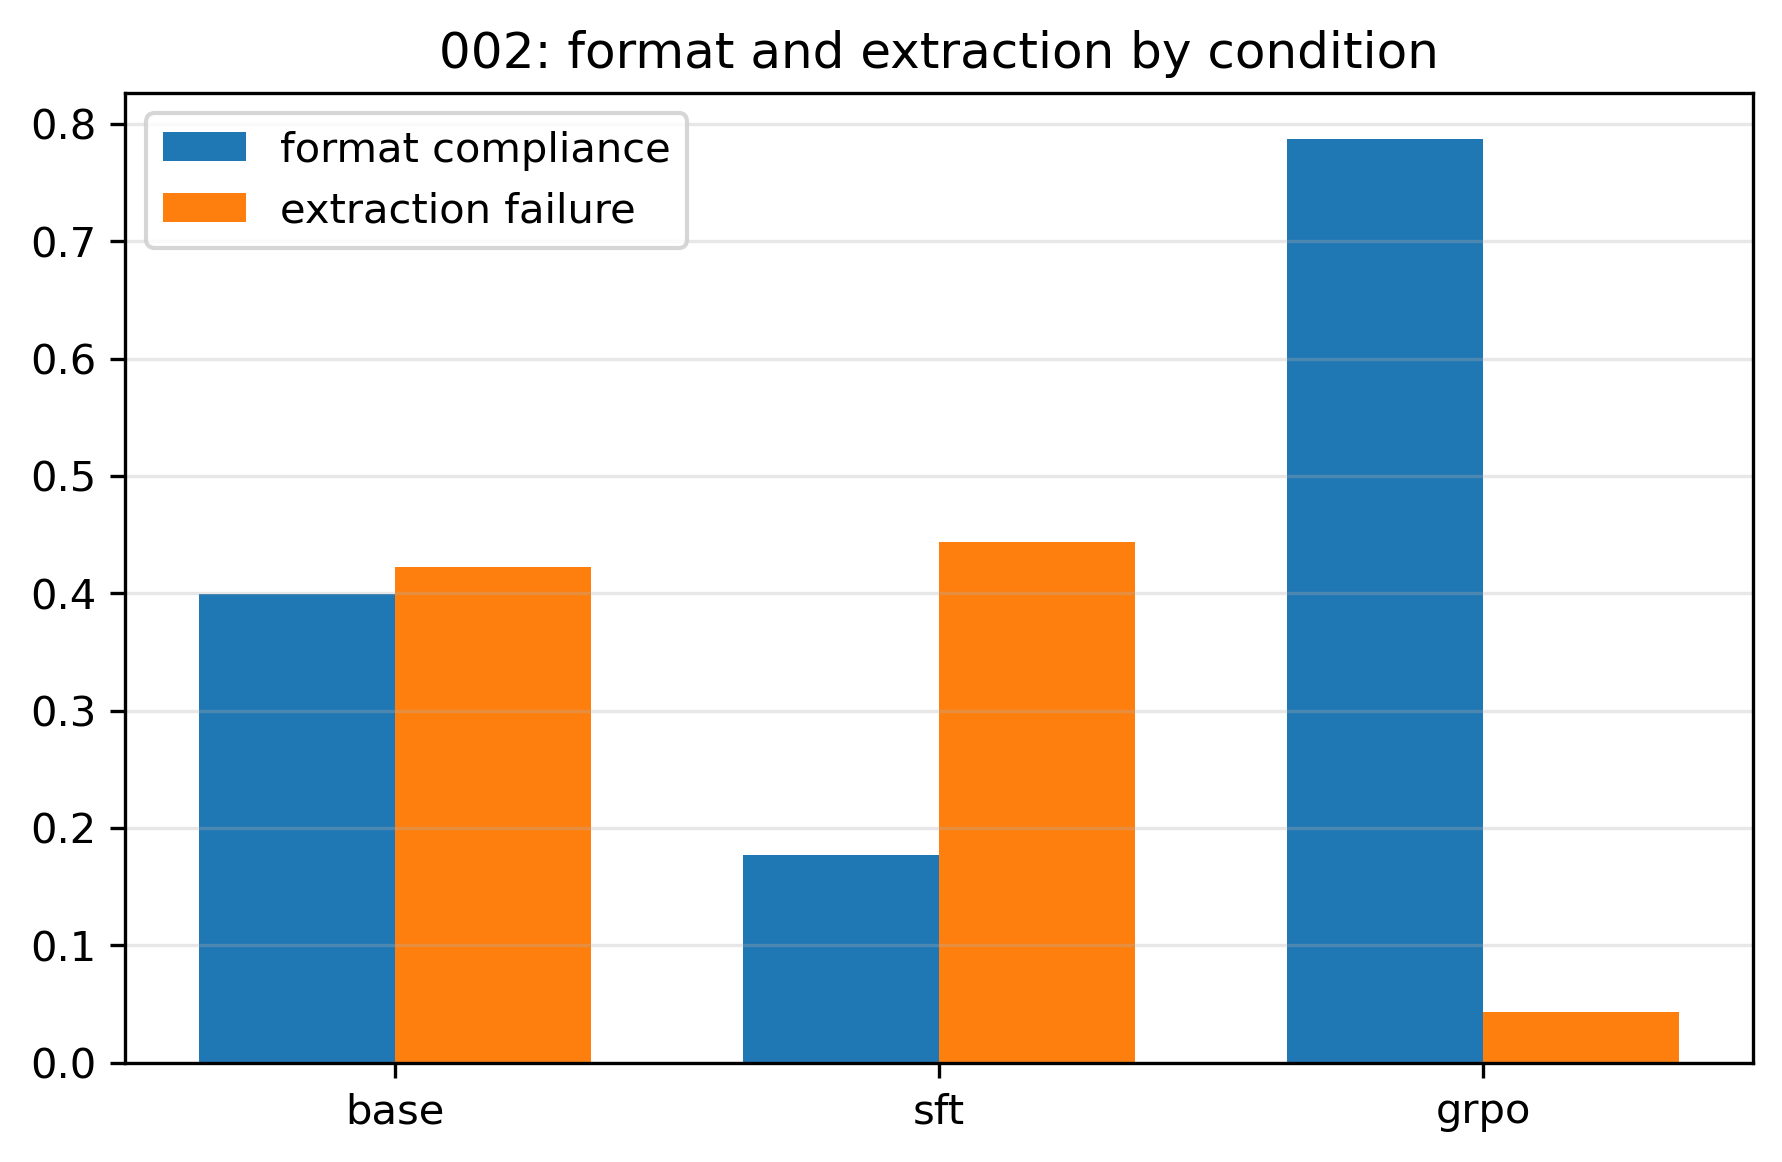 002: format and extraction by condition
format compliance
extraction failure
0.8
0.7
0.6
0.5
0.4
0.3
0.2
0.1
0.0
base
sft
grpo